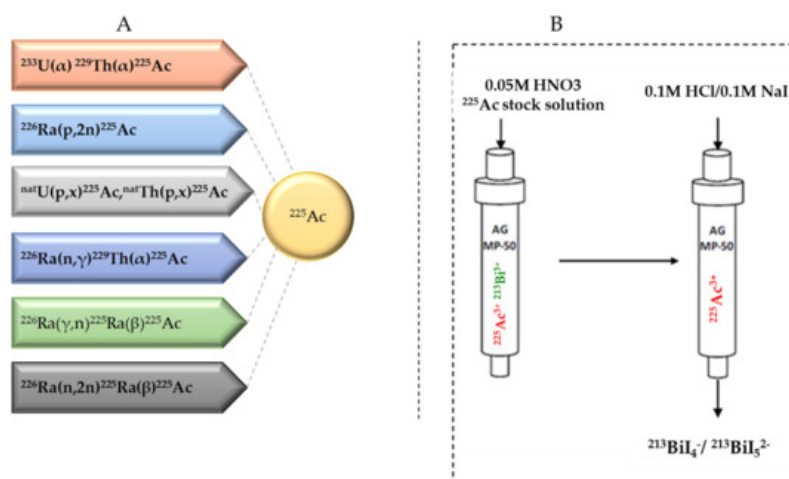 A
²³³U(α) ²²⁹Th(α)²²⁵Ac
²²⁶Ra(p,2n)²²⁵Ac
ⁿᵃᵗU(p,x)²²⁵Ac,ⁿᵃᵗTh(p,x)²²⁵Ac
²²⁶Ra(n,γ)²²⁹Th(α)²²⁵Ac
²²⁶Ra(γ,n)²²⁵Ra(β)²²⁵Ac
²²⁶Ra(n,2n)²²⁵Ra(β)²²⁵Ac
²²⁵Ac
B
0.05M HNO3
²²⁵Ac stock solution
AG
MP-50
²²⁵Ac³⁺ ²¹³Bi³⁺
0.1M HCl/0.1M NaI
AG
MP-50
²²⁵Ac³⁺
²¹³BiI₄⁻/ ²¹³BiI₅²⁻